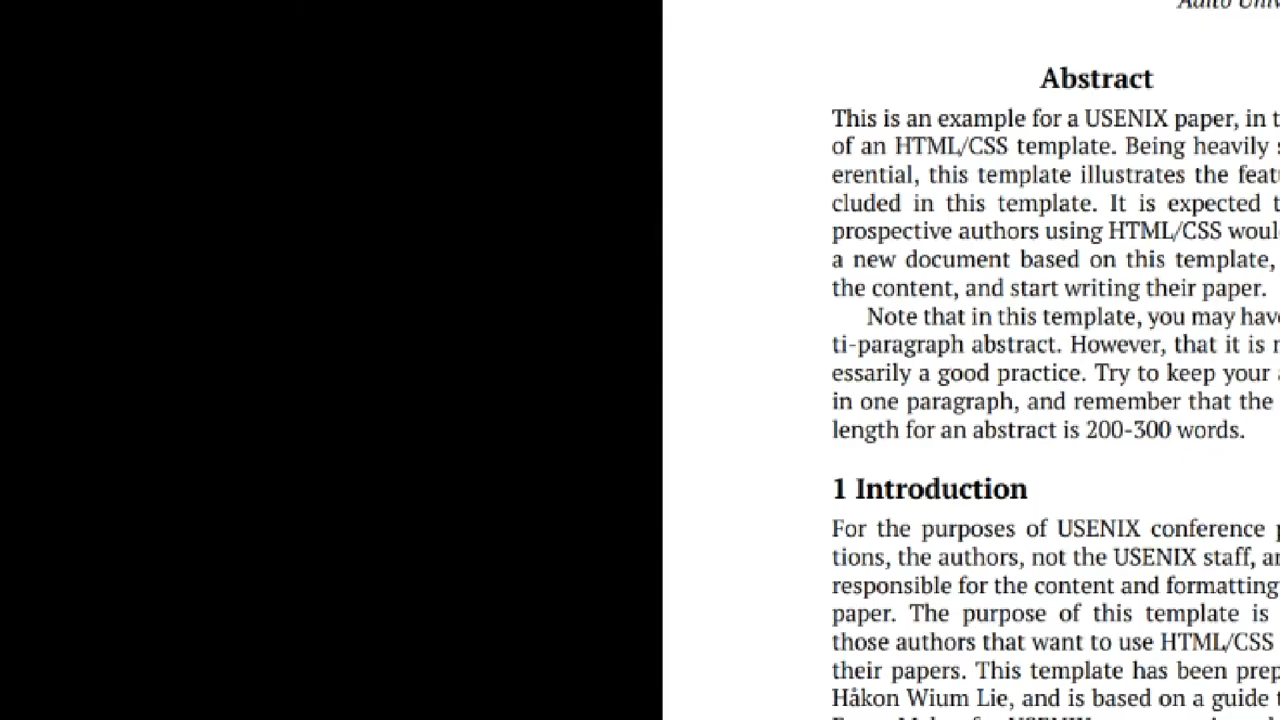 Aalto Univ
Abstract
This is an example for a USENIX paper, in t
of an HTML/CSS template. Being heavily s
erential, this template illustrates the featu
cluded in this template. It is expected t
prospective authors using HTML/CSS woul
a new document based on this template,
the content, and start writing their paper.
Note that in this template, you may have
ti-paragraph abstract. However, that it is n
essarily a good practice. Try to keep your a
in one paragraph, and remember that the
length for an abstract is 200-300 words.
1 Introduction
For the purposes of USENIX conference p
tions, the authors, not the USENIX staff, ar
responsible for the content and formatting
paper. The purpose of this template is
those authors that want to use HTML/CSS
their papers. This template has been prep
Håkon Wium Lie, and is based on a guide f